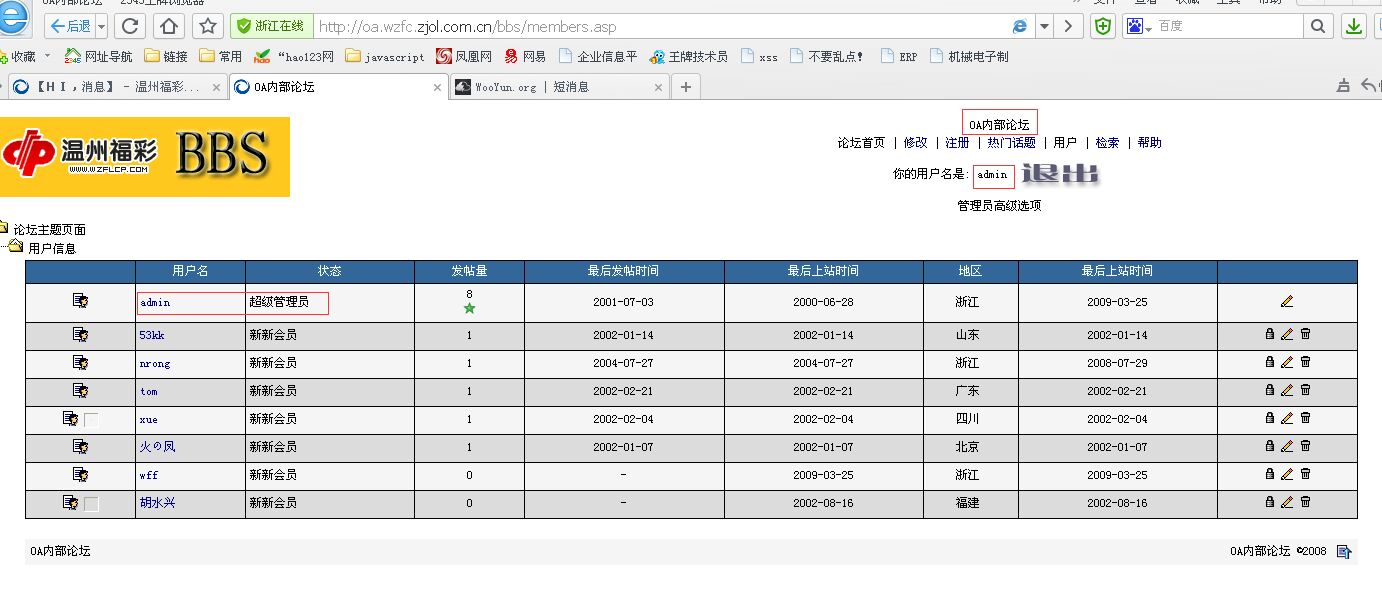 OA内部论坛 2345王牌浏览器 文件 查看 收藏 工具 帮助
后退 浙江在线 http://oa.wzfc.zjol.com.cn/bbs/members.asp 百度
收藏 网址导航 链接 常用 “hao123网 javascript 凤凰网 网易 企业信息平 王牌技术员 xss 不要乱点! ERP 机械电子制
【HI,消息】 - 温州福彩... × OA内部论坛 × WooYun.org | 短消息 × +
温州福彩 BBS
WWW.WZFLCP.COM
OA内部论坛
论坛首页 | 修改 | 注册 | 热门话题 | 用户 | 检索 | 帮助
你的用户名是: admin 退出
管理员高级选项
论坛主题页面
用户信息
用户名 状态 发帖量 最后发帖时间 最后上站时间 地区 最后上站时间
admin 超级管理员 8 2001-07-03 2000-06-28 浙江 2009-03-25
53kk 新新会员 1 2002-01-14 2002-01-14 山东 2002-01-14
nrong 新新会员 1 2004-07-27 2004-07-27 浙江 2008-07-29
tom 新新会员 1 2002-02-21 2002-02-21 广东 2002-02-21
xue 新新会员 1 2002-02-04 2002-02-04 四川 2002-02-04
火の凤 新新会员 1 2002-01-07 2002-01-07 北京 2002-01-07
wff 新新会员 0 - 2009-03-25 浙江 2009-03-25
胡水兴 新新会员 0 - 2002-08-16 福建 2002-08-16
OA内部论坛 OA内部论坛 ©2008